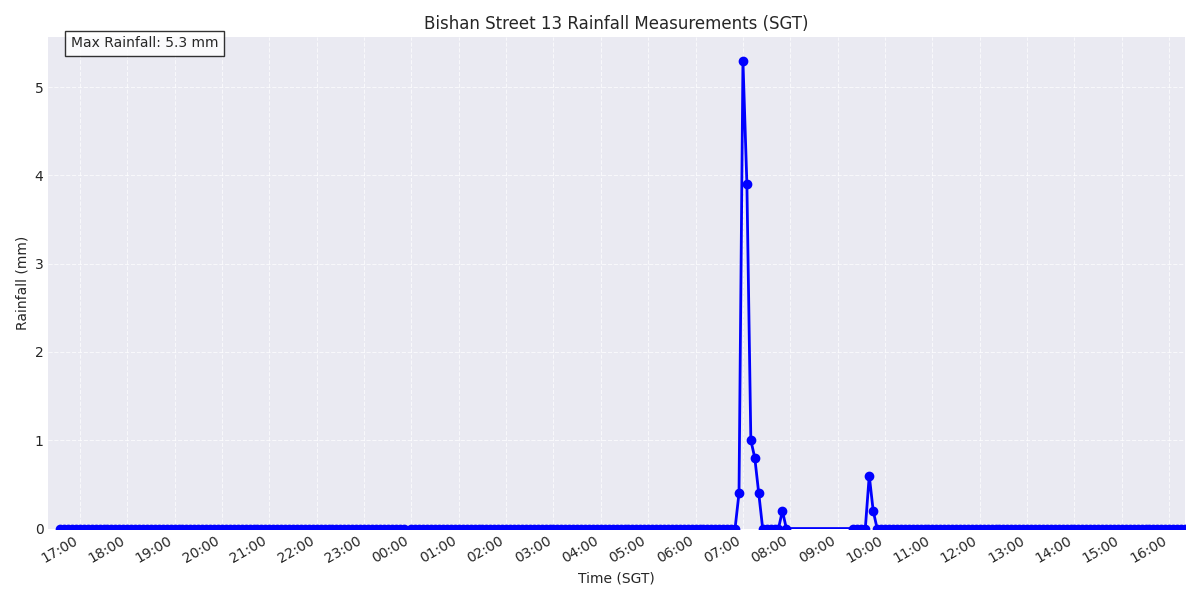 Bishan Street 13 Rainfall Measurements (SGT)
Max Rainfall: 5.3 mm
5
4
3
2
1
0
Rainfall (mm)
17:00 18:00 19:00 20:00 21:00 22:00 23:00 00:00 01:00 02:00 03:00 04:00 05:00 06:00 07:00 08:00 09:00 10:00 11:00 12:00 13:00 14:00 15:00 16:00
Time (SGT)